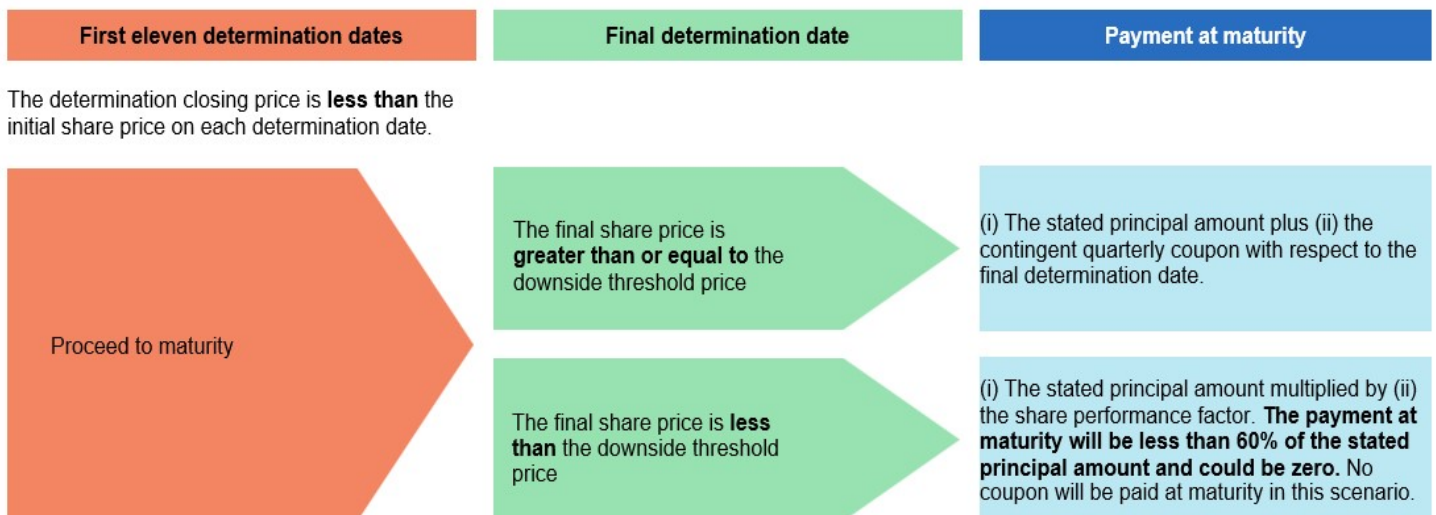 First eleven determination dates
Final determination date
Payment at maturity
The determination closing price is less than the
initial share price on each determination date.
Proceed to maturity
The final share price is
greater than or equal to the
downside threshold price
(i) The stated principal amount plus (ii) the
contingent quarterly coupon with respect to the
final determination date.
The final share price is less
than the downside threshold
price
(i) The stated principal amount multiplied by (ii)
the share performance factor. The payment at
maturity will be less than 60% of the stated
principal amount and could be zero. No
coupon will be paid at maturity in this scenario.